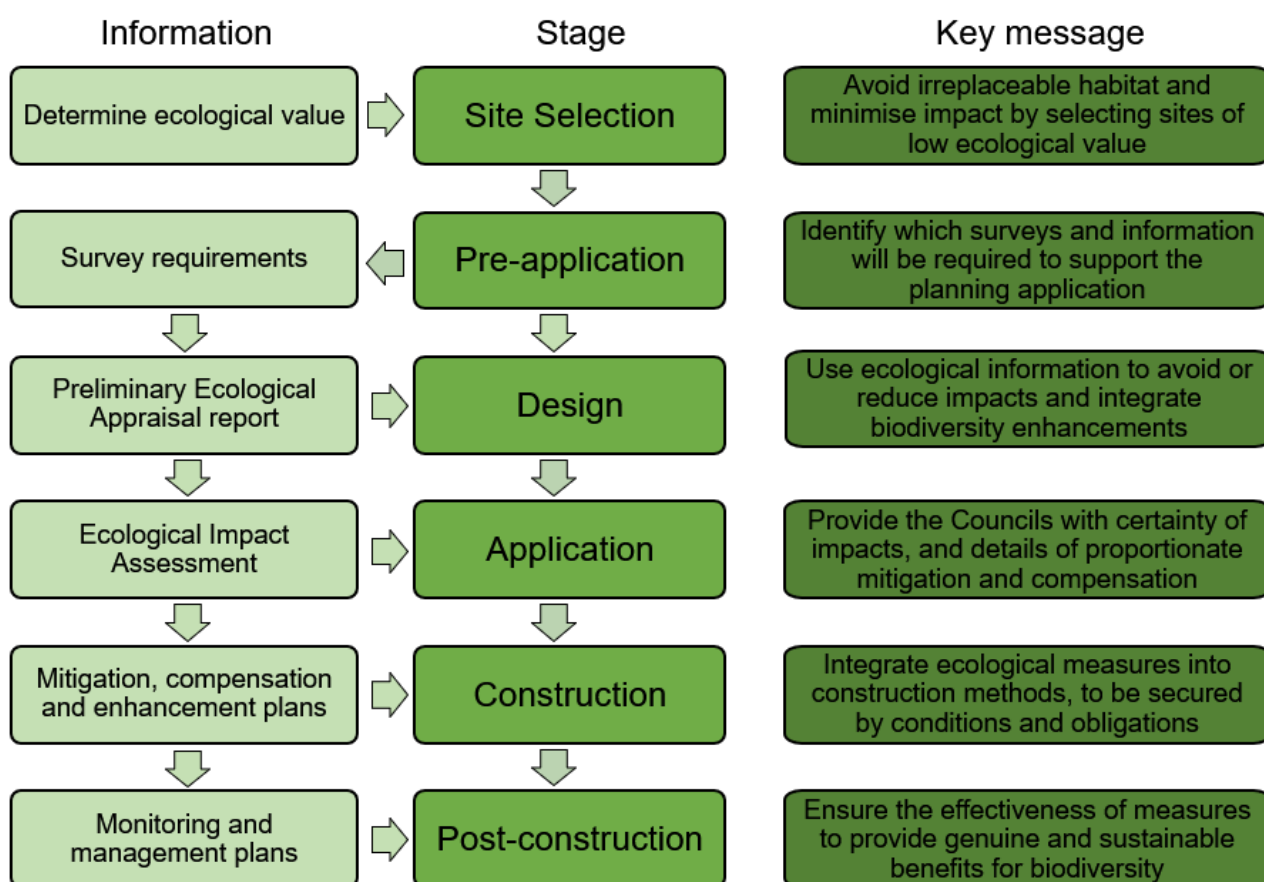 Information
Stage
Key message
Determine ecological value
Site Selection
Avoid irreplaceable habitat and
minimise impact by selecting sites of
low ecological value
Survey requirements
Pre-application
Identify which surveys and information
will be required to support the
planning application
Preliminary Ecological
Appraisal report
Design
Use ecological information to avoid or
reduce impacts and integrate
biodiversity enhancements
Ecological Impact
Assessment
Application
Provide the Councils with certainty of
impacts, and details of proportionate
mitigation and compensation
Mitigation, compensation
and enhancement plans
Construction
Integrate ecological measures into
construction methods, to be secured
by conditions and obligations
Monitoring and
management plans
Post-construction
Ensure the effectiveness of measures
to provide genuine and sustainable
benefits for biodiversity